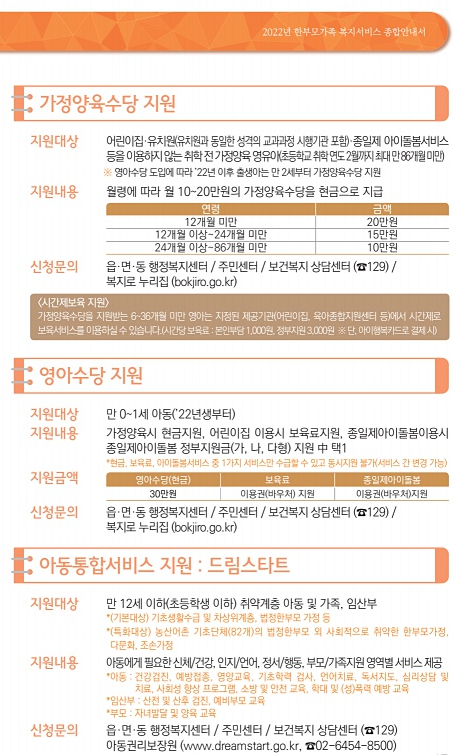 2022년 한부모가족 복지서비스 종합안내서
가정양육수당 지원
지원대상 어린이집·유치원(유치원과 동일한 성격의 교과과정 시행기관 포함)·종일제 아이돌봄서비스
등을 이용하지 않는 취학 전 가정양육 영유아(초등학교 취학 연도 2월까지 최대 만 86개월 미만)
※ 영아수당 도입에 따라 '22년 이후 출생아는 만 2세부터 가정양육수당 지원
지원내용 월령에 따라 월 10~20만원의 가정양육수당을 현금으로 지급
연령 금액
12개월 미만 20만원
12개월 이상~24개월 미만 15만원
24개월 이상~86개월 미만 10만원
신청문의 읍·면·동 행정복지센터 / 주민센터 / 보건복지 상담센터 (☎129) /
복지로 누리집 (bokjiro.go.kr)
〈시간제보육 지원〉
가정양육수당을 지원받는 6-36개월 미만 영아는 지정된 제공기관(어린이집, 육아종합지원센터 등)에서 시간제로
보육서비스를 이용하실 수 있습니다.(시간당 보육료 : 본인부담 1,000원, 정부지원 3,000원 ※ 단, 아이행복카드로 결제 시)
영아수당 지원
지원대상 만 0~1세 아동('22년생부터)
지원내용 가정양육시 현금지원, 어린이집 이용시 보육료지원, 종일제아이돌봄이용시
종일제아이돌봄 정부지원금(가, 나, 다형) 지원 中 택1
*현금, 보육료, 아이돌봄서비스 중 1가지 서비스만 수급할 수 있고 동시지원 불가(서비스 간 변경 가능)
지원금액 영아수당(현금) 보육료 종일제아이돌봄
30만원 이용권(바우처) 지원 이용권(바우처)지원
신청문의 읍·면·동 행정복지센터 / 주민센터 / 보건복지 상담센터 (☎129) /
복지로 누리집 (bokjiro.go.kr)
아동통합서비스 지원 : 드림스타트
지원대상 만 12세 이하(초등학생 이하) 취약계층 아동 및 가족, 임산부
*(기본대상) 기초생활수급 및 차상위계층, 법정한부모 가정 등
*(특화대상) 농산어촌 기초단체(82개)의 법정한부모 외 사회적으로 취약한 한부모가정,
다문화, 조손가정
지원내용 아동에게 필요한 신체/건강, 인지/언어, 정서/행동, 부모/가족지원 영역별 서비스 제공
*아동 : 건강검진, 예방접종, 영양교육, 기초학력 검사, 언어치료, 독서지도, 심리상담 및
치료, 사회성 향상 프로그램, 소방 및 안전 교육, 학대 및 (성)폭력 예방 교육
*임산부 : 산전 및 산후 검진, 예비부모 교육
*부모 : 자녀발달 및 양육 교육
신청문의 읍·면·동 행정복지센터 / 주민센터 / 보건복지 상담센터 (☎129)
아동권리보장원 (www.dreamstart.go.kr, ☎02-6454-8500)